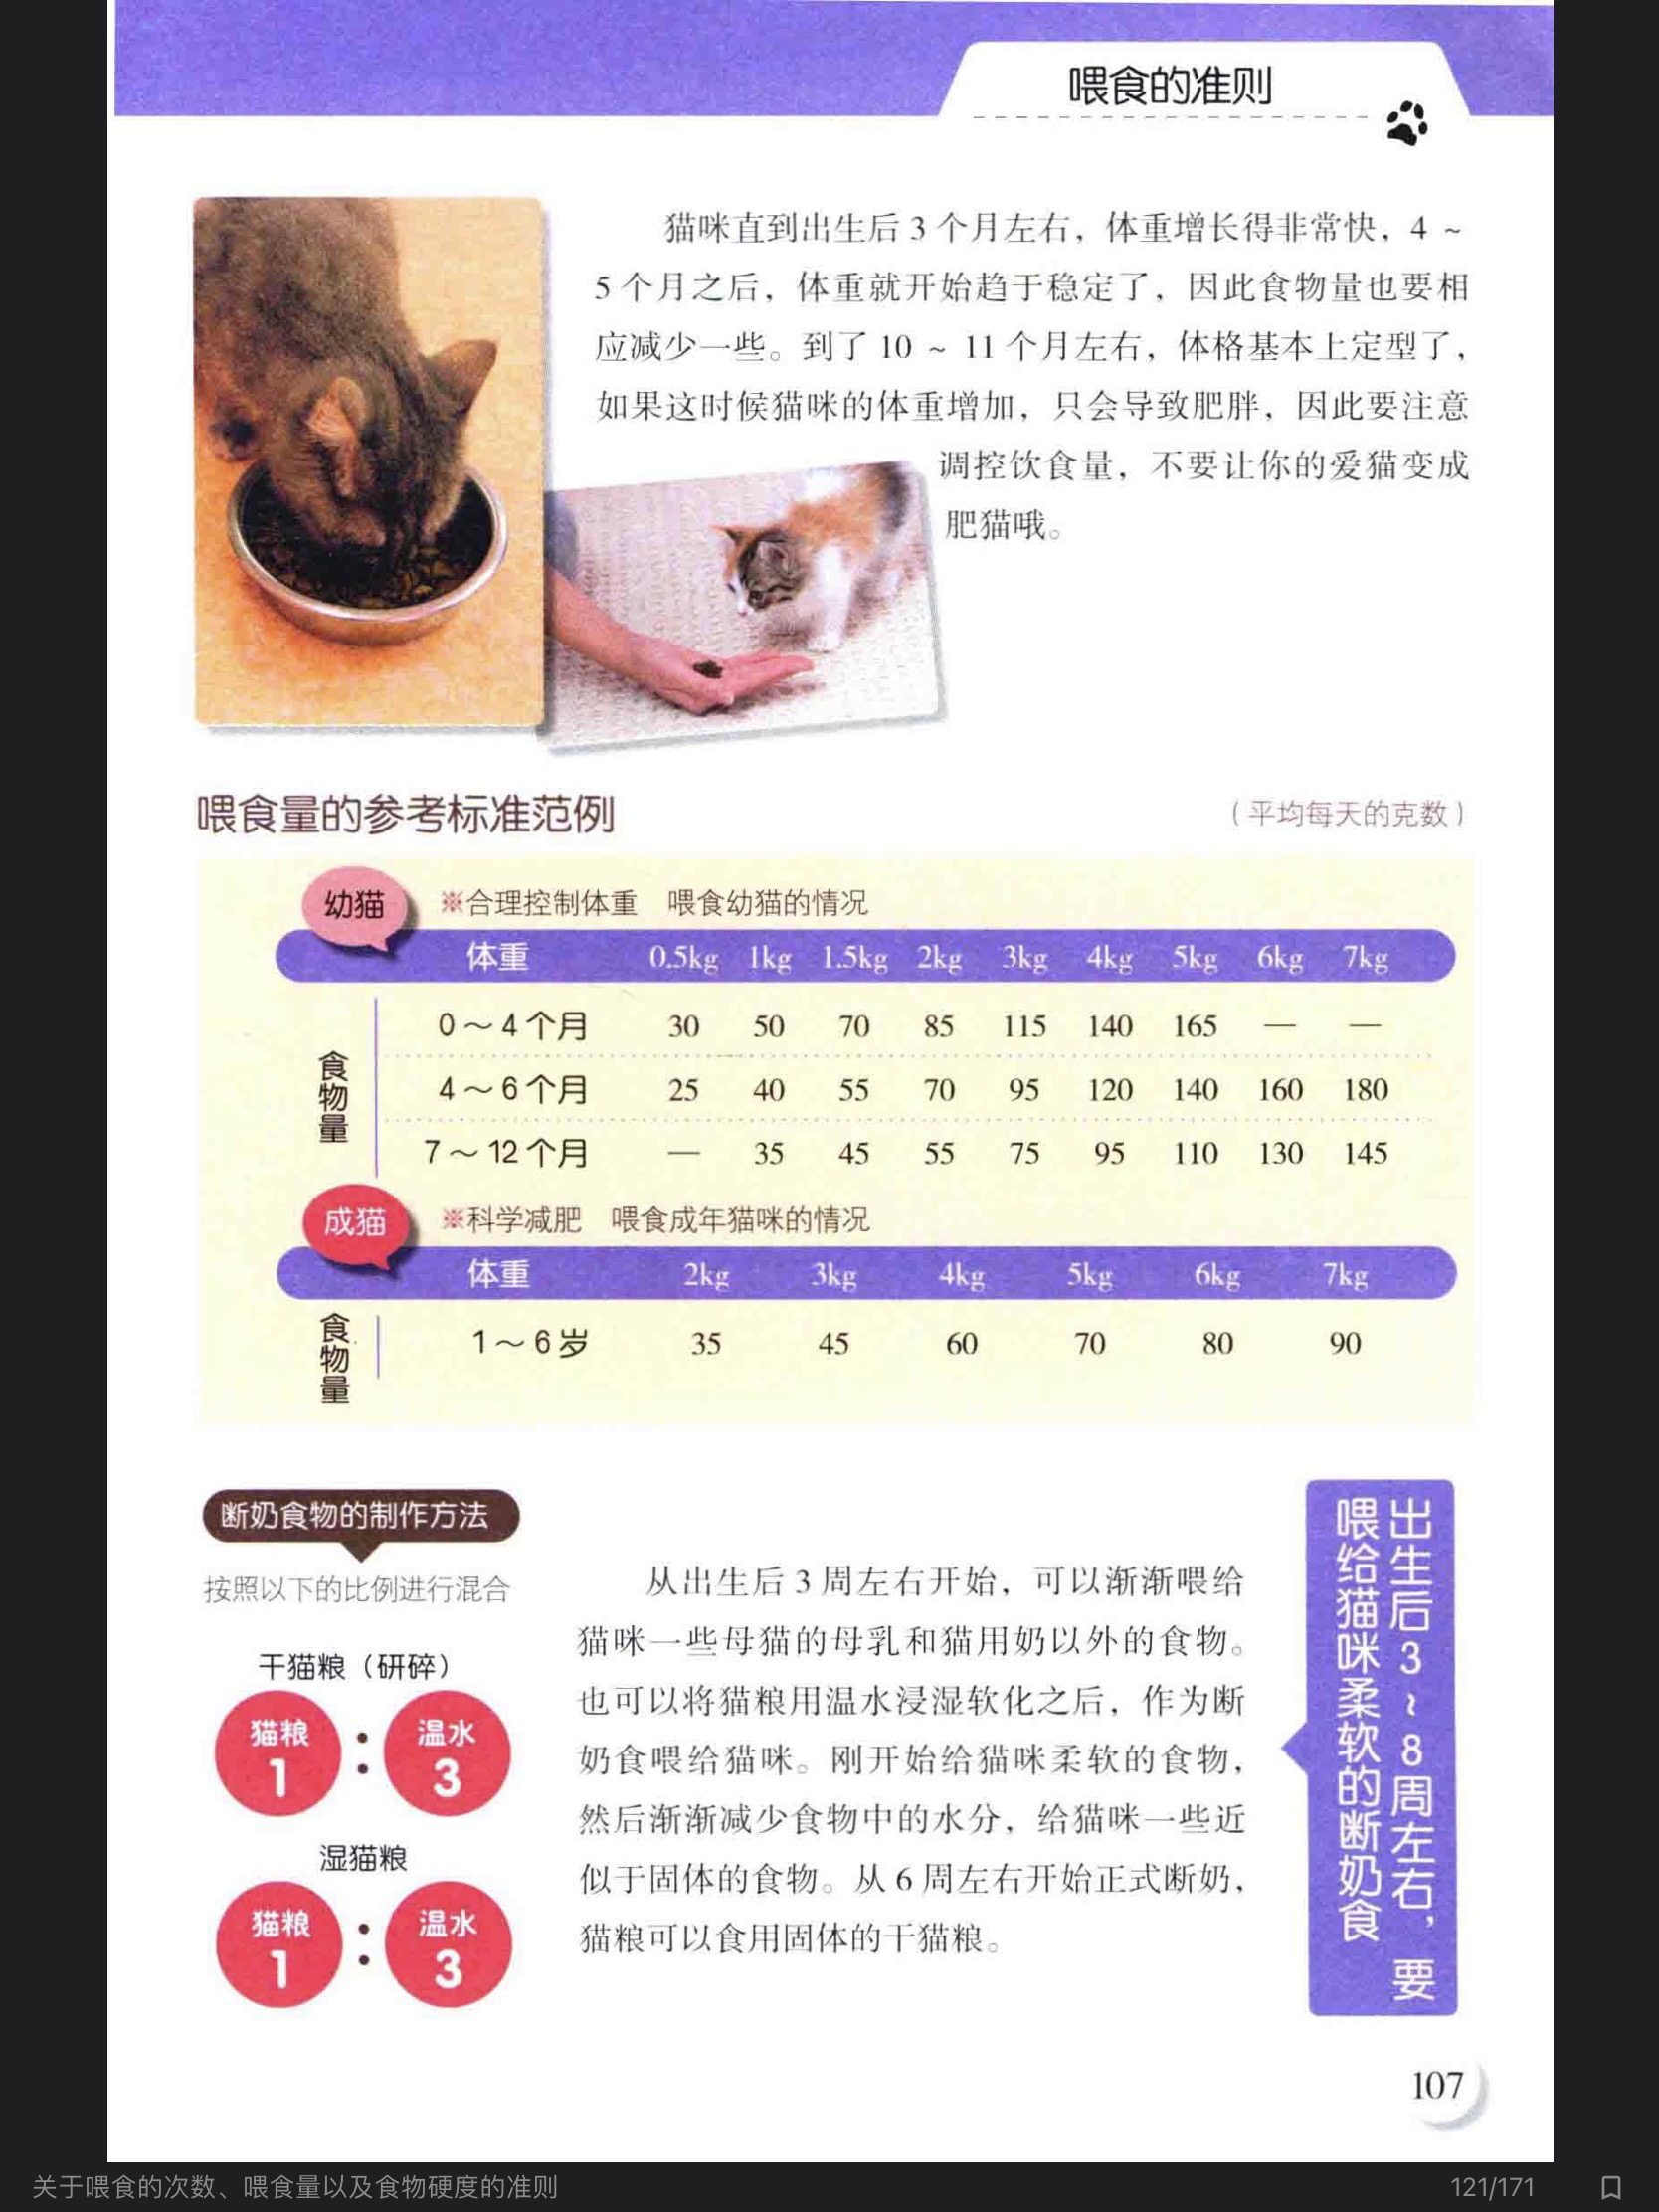 喂食的准则
猫咪直到出生后 3 个月左右，体重增长得非常快，4 ~
5 个月之后，体重就开始趋于稳定了，因此食物量也要相
应减少一些。到了 10 ~ 11 个月左右，体格基本上定型了，
如果这时候猫咪的体重增加，只会导致肥胖，因此要注意
调控饮食量，不要让你的爱猫变成
肥猫哦。
喂食量的参考标准范例
（平均每天的克数）
幼猫
※合理控制体重 喂食幼猫的情况
体重 0.5kg 1kg 1.5kg 2kg 3kg 4kg 5kg 6kg 7kg
食物量
0～4个月 30 50 70 85 115 140 165 — —
4～6个月 25 40 55 70 95 120 140 160 180
7～12个月 — 35 45 55 75 95 110 130 145
成猫
※科学减肥 喂食成年猫咪的情况
体重 2kg 3kg 4kg 5kg 6kg 7kg
食物量
1～6岁 35 45 60 70 80 90
断奶食物的制作方法
按照以下的比例进行混合
干猫粮（研碎）
猫粮 温水
1 : 3
湿猫粮
猫粮 温水
1 : 3
从出生后 3 周左右开始，可以渐渐喂给
猫咪一些母猫的母乳和猫用奶以外的食物。
也可以将猫粮用温水浸湿软化之后，作为断
奶食喂给猫咪。刚开始给猫咪柔软的食物，
然后渐渐减少食物中的水分，给猫咪一些近
似于固体的食物。从 6 周左右开始正式断奶，
猫粮可以食用固体的干猫粮。
出生后3~8周左右，要
喂给猫咪柔软的断奶食
107
关于喂食的次数、喂食量以及食物硬度的准则
121/171